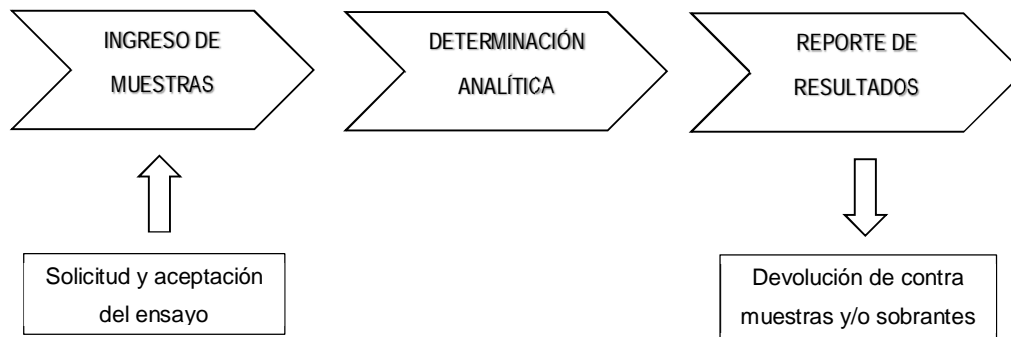 INGRESO DE
MUESTRAS
DETERMINACIÓN
ANALÍTICA
REPORTE DE
RESULTADOS
Solicitud y aceptación
del ensayo
Devolución de contra
muestras y/o sobrantes